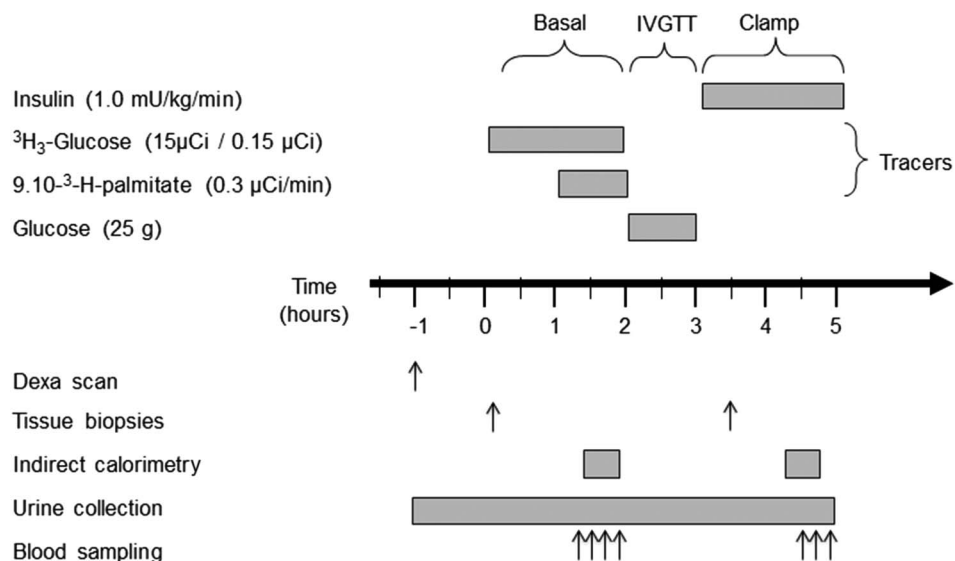 Basal IVGTT Clamp
Insulin (1.0 mU/kg/min)
³H₃-Glucose (15µCi / 0.15 µCi)
Tracers
9.10-³-H-palmitate (0.3 µCi/min)
Glucose (25 g)
Time
(hours)
-1 0 1 2 3 4 5
Dexa scan
Tissue biopsies
Indirect calorimetry
Urine collection
Blood sampling